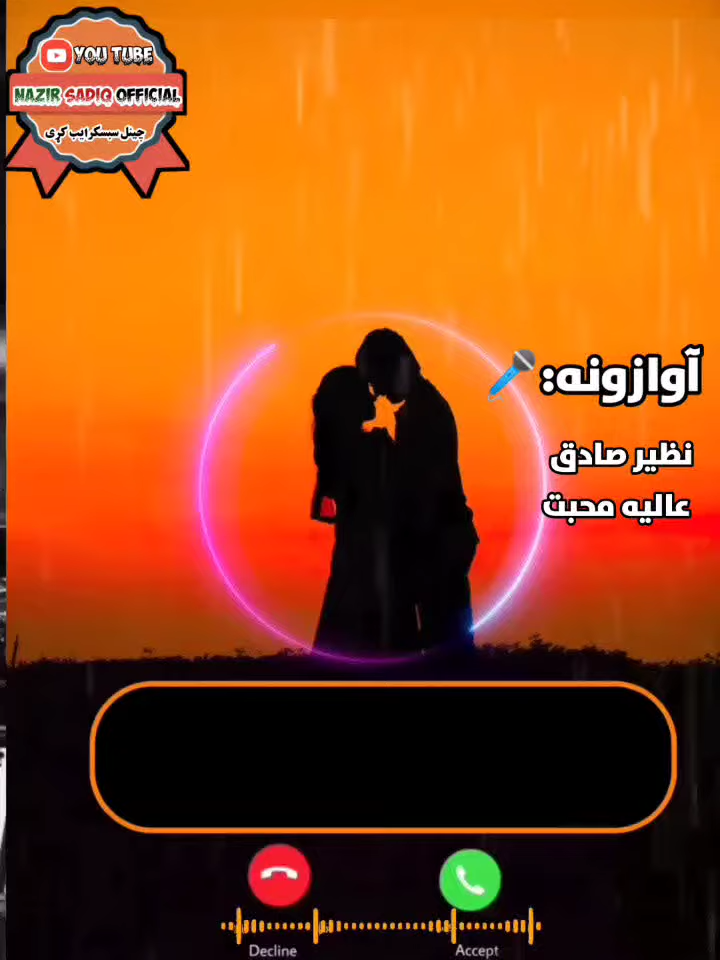 YOU TUBE
NAZIR SADIQ OFFICIAL
چینل سبسکرایب کړی
آوازونه:
نظیر صادق
عالیه محبت
Decline
Accept